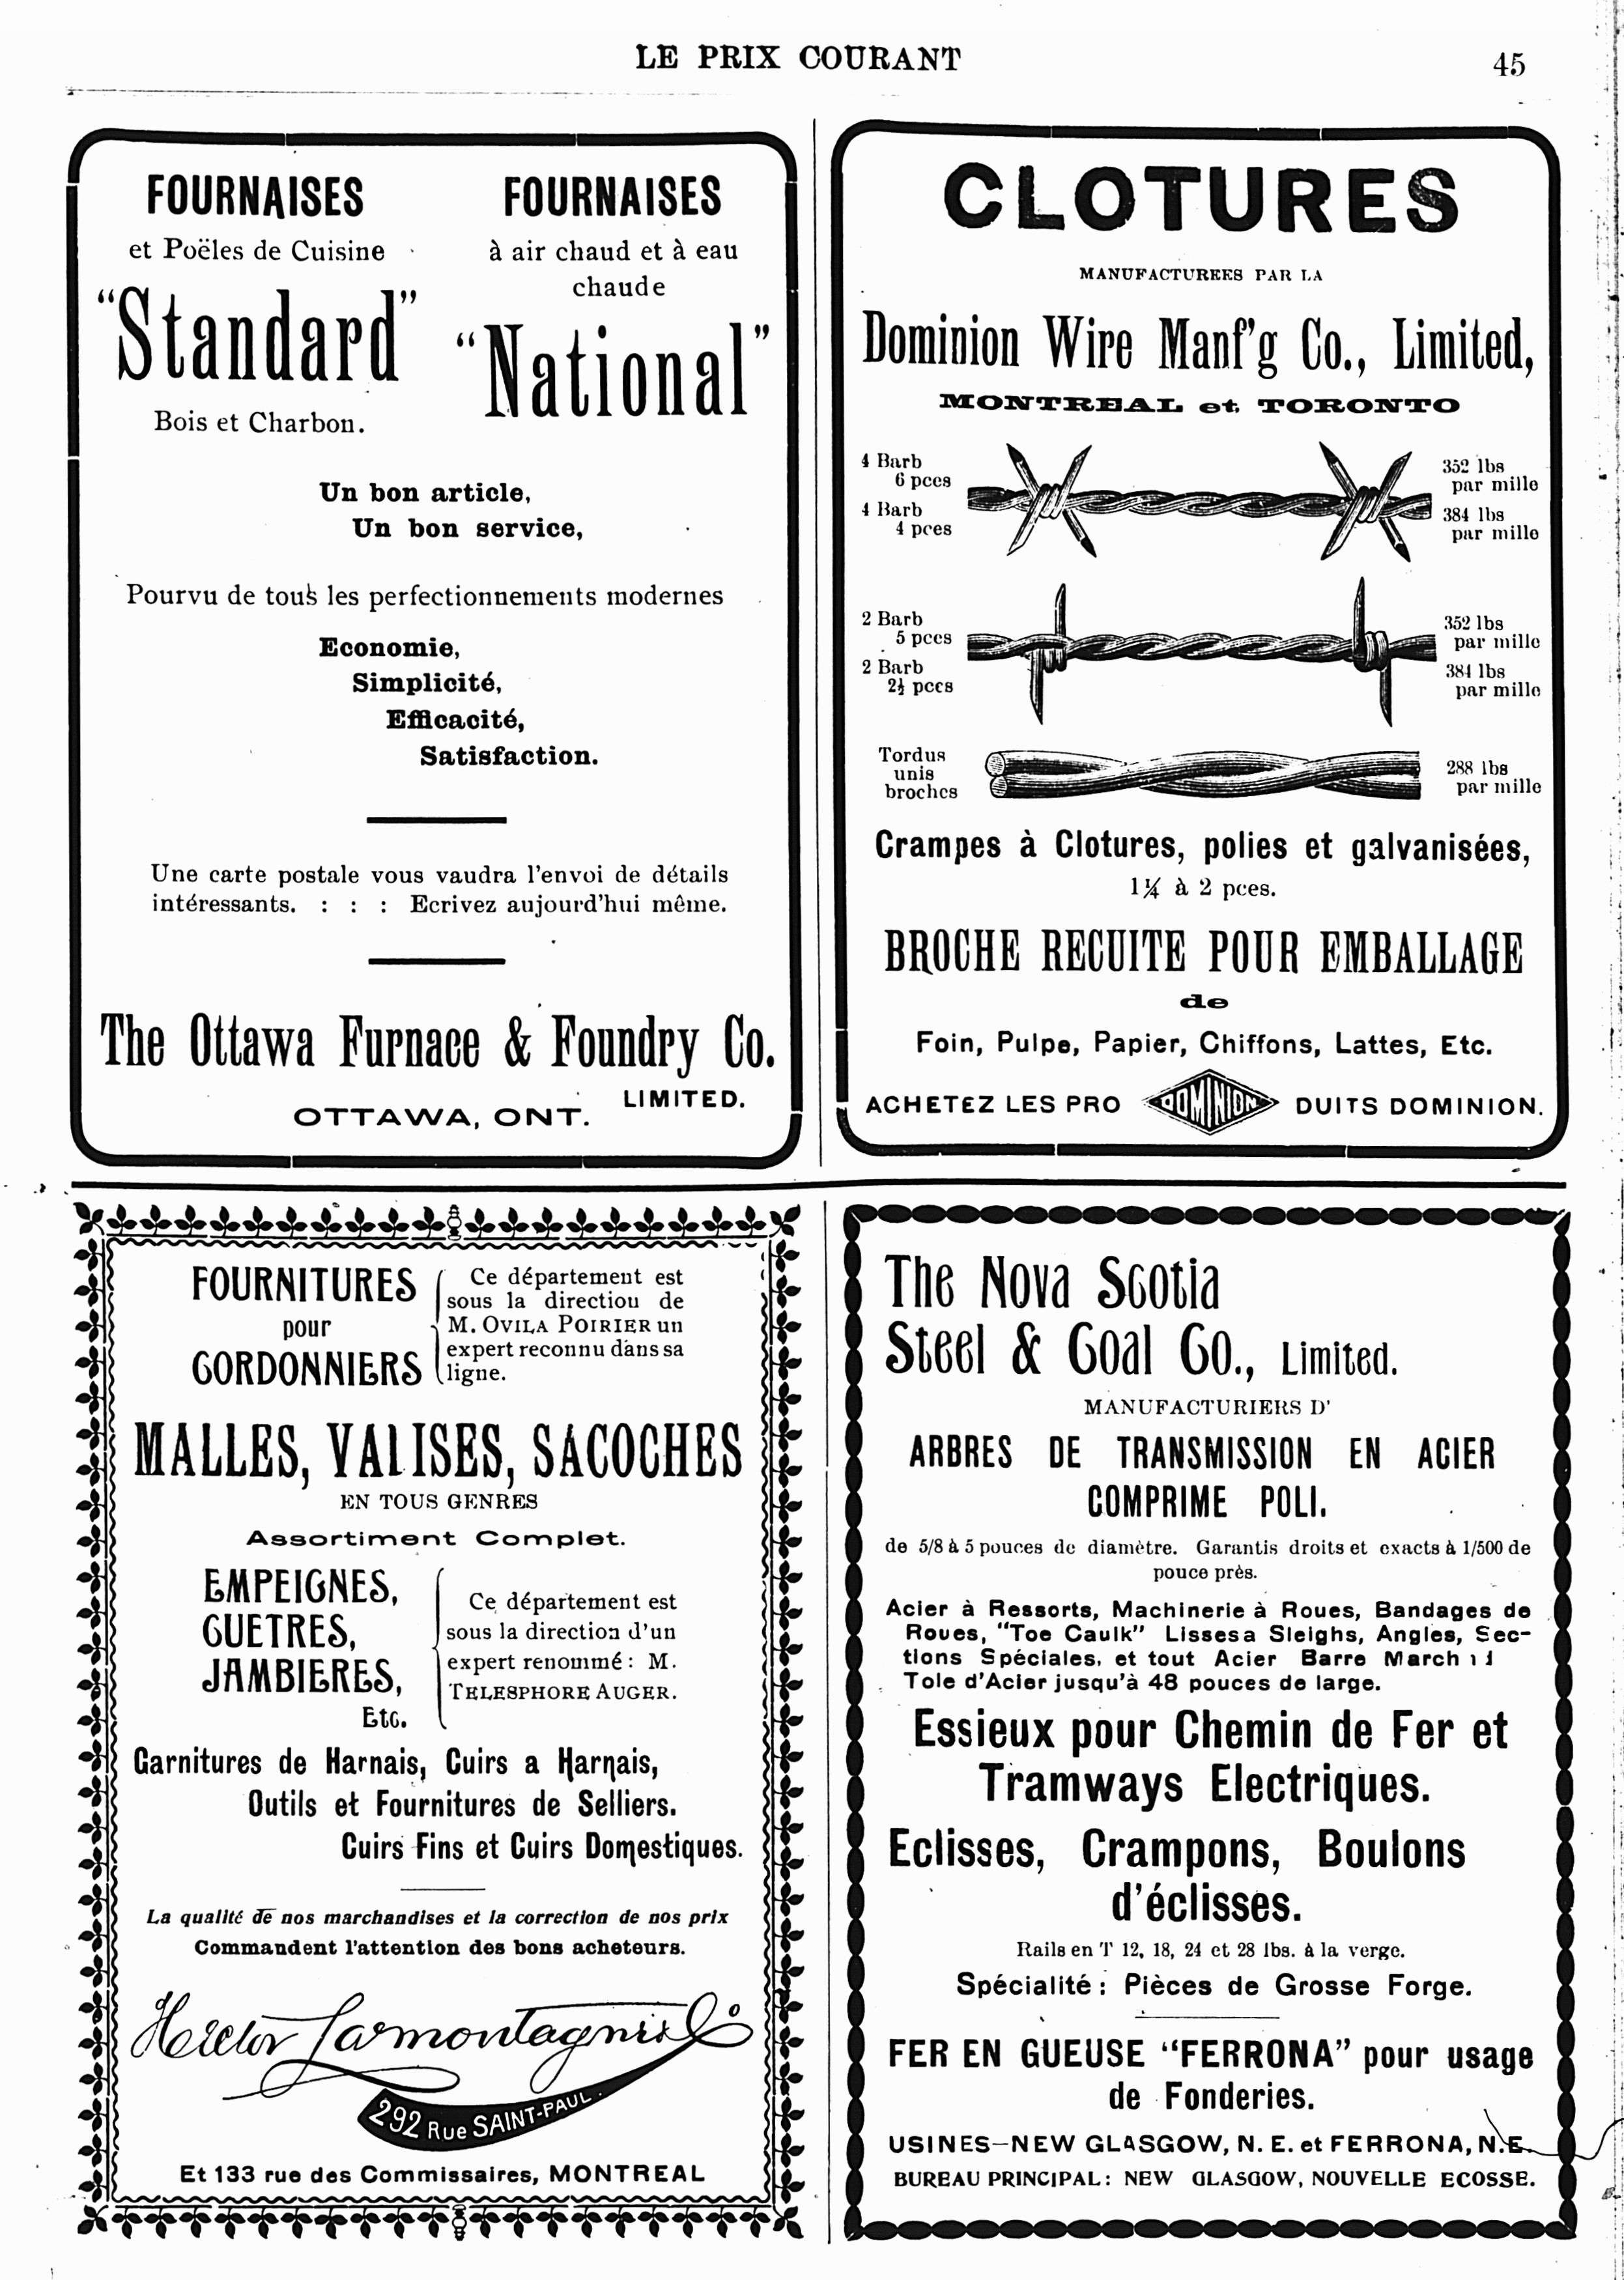 LE PRIX COURANT
45
FOURNAISES
et Poëles de Cuisine
"Standard"
Bois et Charbon.
FOURNAISES
à air chaud et à eau
chaude
"National"
Un bon article,
Un bon service,
Pourvu de tous les perfectionnements modernes
Economie,
Simplicité,
Efficacité,
Satisfaction.
Une carte postale vous vaudra l'envoi de détails
intéressants. : : : Ecrivez aujourd'hui même.
The Ottawa Furnace & Foundry Co.
LIMITED.
OTTAWA, ONT.
CLOTURES
MANUFACTUREES PAR LA
Dominion Wire Manf'g Co., Limited,
MONTREAL et TORONTO
4 Barb
6 pces
4 Barb
4 pces
352 lbs
par mille
384 lbs
par mille
2 Barb
5 pces
2 Barb
2½ pces
352 lbs
par mille
384 lbs
par mille
Tordus
unis
broches
288 lbs
par mille
Crampes à Clotures, polies et galvanisées,
1¼ à 2 pces.
BROCHE RECUITE POUR EMBALLAGE
de
Foin, Pulpe, Papier, Chiffons, Lattes, Etc.
ACHETEZ LES PRO DOMINION DUITS DOMINION.
FOURNITURES
pour
CORDONNIERS
Ce département est
sous la direction de
M. OVILA POIRIER un
expert reconnu dans sa
ligne.
MALLES, VALISES, SACOCHES
EN TOUS GENRES
Assortiment Complet.
EMPEIGNES,
GUETRES,
JAMBIERES,
Etc.
Ce département est
sous la direction d'un
expert renommé : M.
TELESPHORE AUGER.
Garnitures de Harnais, Cuirs a Harnais,
Outils et Fournitures de Selliers.
Cuirs Fins et Cuirs Domestiques.
La qualité de nos marchandises et la correction de nos prix
Commandent l'attention des bons acheteurs.
Hector Lamontagne & Co
292 Rue SAINT-PAUL.
Et 133 rue des Commissaires, MONTREAL
The Nova Scotia
Steel & Coal Co., Limited.
MANUFACTURIERS D'
ARBRES DE TRANSMISSION EN ACIER
COMPRIME POLI.
de 5/8 à 5 pouces de diamètre. Garantis droits et exacts à 1/500 de
pouce près.
Acier à Ressorts, Machinerie à Roues, Bandages de
Roues, "Toe Caulk" Lisses a Sleighs, Angles, Sec-
tions Spéciales, et tout Acier Barre
Tole d'Acier jusqu'à 48 pouces de large.
Essieux pour Chemin de Fer et
Tramways Electriques.
Eclisses, Crampons, Boulons
d'éclisses.
Rails en T 12, 18, 24 et 28 lbs. à la verge.
Spécialité : Pièces de Grosse Forge.
FER EN GUEUSE "FERRONA" pour usage
de Fonderies.
USINES—NEW GLASGOW, N. E. et FERRONA, N.E.
BUREAU PRINCIPAL: NEW GLASGOW, NOUVELLE ECOSSE.